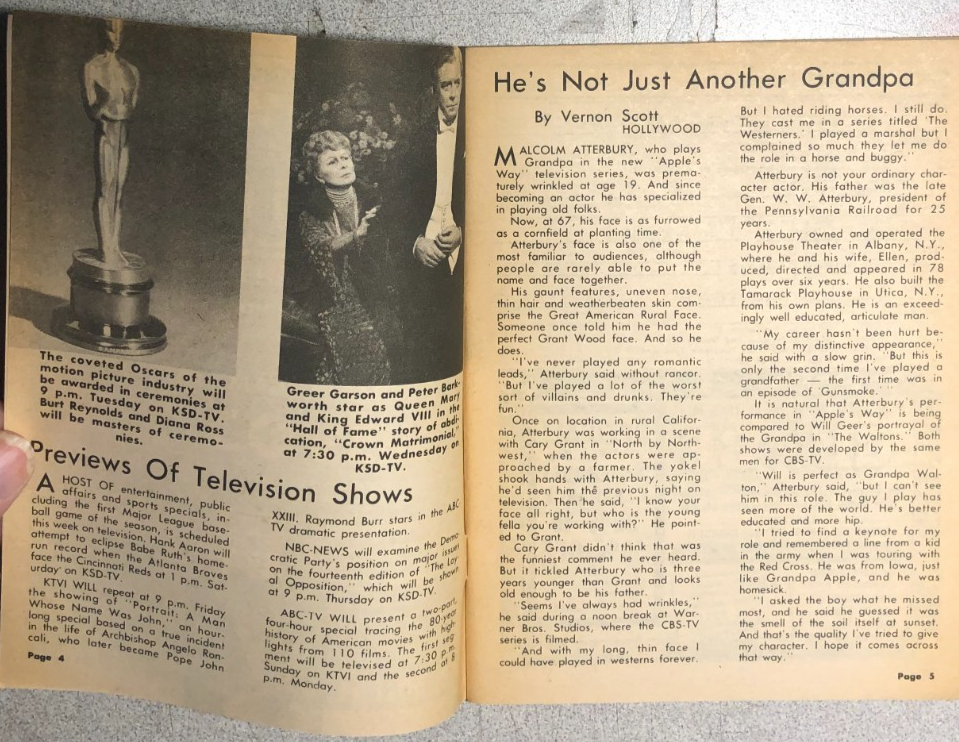 The coveted Oscars of the
motion picture industry will
be awarded in ceremonies at
9 p.m. Tuesday on KSD-TV.
Burt Reynolds and Diana Ross
will be masters of ceremo-
nies.
Greer Garson and Peter Bark-
worth star as Queen Mary
and King Edward VIII in the
"Hall of Fame" story of abdi-
cation, "Crown Matrimonial,"
at 7:30 p.m. Wednesday on
KSD-TV.
Previews Of Television Shows
A HOST OF entertainment, public
affairs and sports specials, in-
cluding the first Major League base-
ball game of the season, is scheduled
this week on television. Hank Aaron will
attempt to eclipse Babe Ruth's home-
run record when the Atlanta Braves
face the Cincinnati Reds at 1 p.m. Sat-
urday on KSD-TV.
KTVI WILL repeat at 9 p.m. Friday
the showing of "Portrait: A Man
Whose Name Was John," an hour-
long special based on a true incident
in the life of Archbishop Angelo Ron-
cali, who later became Pope John
Page 4
XXIII. Raymond Burr stars in the ABC
TV dramatic presentation.
NBC-NEWS will examine the Demo
cratic Party's position on major issues
on the fourteenth edition of "The Loy
al Opposition," which will be shown
at 9 p.m. Thursday on KSD-TV.
ABC-TV WILL present a two-part,
four-hour special tracing the 80-year
history of American movies with high-
lights from 110 films. The first seg
ment will be televised at 7:30 p.m.
Sunday on KTVI and the second at 8
p.m. Monday.
He's Not Just Another Grandpa
By Vernon Scott
HOLLYWOOD
MALCOLM ATTERBURY, who plays
Grandpa in the new "Apple's
Way" television series, was prema-
turely wrinkled at age 19. And since
becoming an actor he has specialized
in playing old folks.
Now, at 67, his face is as furrowed
as a cornfield at planting time.
Atterbury's face is also one of the
most familiar to audiences, although
people are rarely able to put the
name and face together.
His gaunt features, uneven nose,
thin hair and weatherbeaten skin com-
prise the Great American Rural Face.
Someone once told him he had the
perfect Grant Wood face. And so he
does.
"I've never played any romantic
leads," Atterbury said without rancor.
"But I've played a lot of the worst
sort of villains and drunks. They're
fun."
Once on location in rural Califor-
nia, Atterbury was working in a scene
with Cary Grant in "North by North-
west," when the actors were ap-
proached by a farmer. The yokel
shook hands with Atterbury, saying
he'd seen him the previous night on
television. Then he said, "I know your
face all right, but who is the young
fella you're working with?" He point-
ed to Grant.
Cary Grant didn't think that was
the funniest comment he ever heard.
But it tickled Atterbury who is three
years younger than Grant and looks
old enough to be his father.
"Seems I've always had wrinkles,"
he said during a noon break at War-
ner Bros. Studios, where the CBS-TV
series is filmed.
"And with my long, thin face I
could have played in westerns forever.
But I hated riding horses. I still do.
They cast me in a series titled 'The
Westerners.' I played a marshal but I
complained so much they let me do
the role in a horse and buggy."
Atterbury is not your ordinary char-
acter actor. His father was the late
Gen. W. W. Atterbury, president of
the Pennsylvania Railroad for 25
years.
Atterbury owned and operated the
Playhouse Theater in Albany, N.Y.,
where he and his wife, Ellen, prod-
uced, directed and appeared in 78
plays over six years. He also built the
Tamarack Playhouse in Utica, N.Y.,
from his own plans. He is an exceed-
ingly well educated, articulate man.
"My career hasn't been hurt be-
cause of my distinctive appearance,"
he said with a slow grin. "But this is
only the second time I've played a
grandfather — the first time was in
an episode of 'Gunsmoke.' "
It is natural that Atterbury's per-
formance in "Apple's Way" is being
compared to Will Geer's portrayal of
the Grandpa in "The Waltons." Both
shows were developed by the same
men for CBS-TV.
"Will is perfect as Grandpa Wal-
ton," Atterbury said, "but I can't see
him in this role. The guy I play has
seen more of the world. He's better
educated and more hip.
"I tried to find a keynote for my
role and remembered a line from a kid
in the army when I was touring with
the Red Cross. He was from Iowa, just
like Grandpa Apple, and he was
homesick.
"I asked the boy what he missed
most, and he said he guessed it was
the smell of the soil itself at sunset.
And that's the quality I've tried to give
my character. I hope it comes across
that way."
Page 5